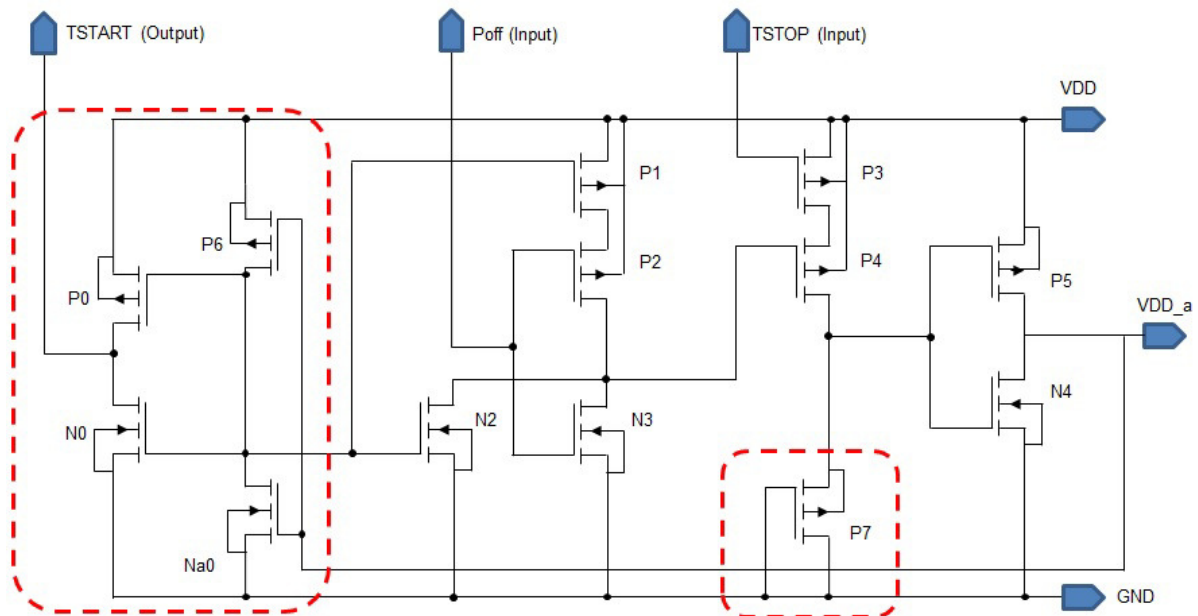 TSTART (Output)
Poff (Input)
TSTOP (Input)
VDD
P1
P3
P6
P2
P4
P0
P5
VDD_a
N0
N2
N3
N4
P7
Na0
GND